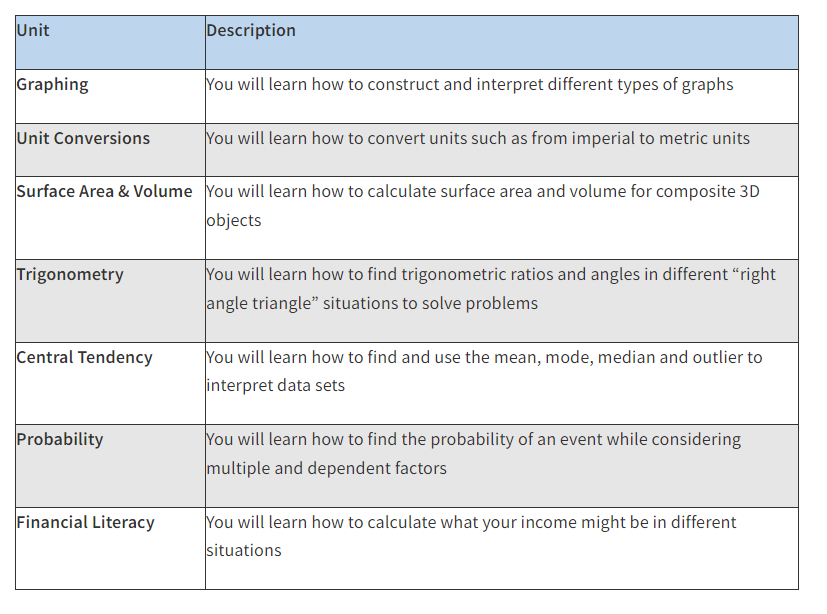 Unit
Description
Graphing
You will learn how to construct and interpret different types of graphs
Unit Conversions
You will learn how to convert units such as from imperial to metric units
Surface Area & Volume
You will learn how to calculate surface area and volume for composite 3D
objects
Trigonometry
You will learn how to find trigonometric ratios and angles in different “right
angle triangle” situations to solve problems
Central Tendency
You will learn how to find and use the mean, mode, median and outlier to
interpret data sets
Probability
You will learn how to find the probability of an event while considering
multiple and dependent factors
Financial Literacy
You will learn how to calculate what your income might be in different
situations